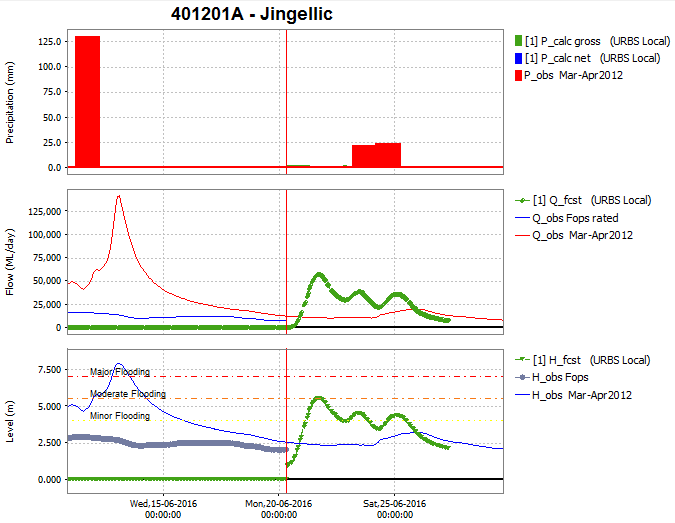 401201A - Jingellic
Precipitation (mm)
125.0
100.0
75.0
50.0
25.0
0.0
[1] P_calc gross (URBS Local)
[1] P_calc net (URBS Local)
P_obs Mar-Apr2012
Flow (ML/day)
125,000
100,000
75,000
50,000
25,000
0
[1] Q_fcst (URBS Local)
Q_obs Fops rated
Q_obs Mar-Apr2012
Level (m)
7.500
5.000
2.500
0.000
Major Flooding
Moderate Flooding
Minor Flooding
[1] H_fcst (URBS Local)
H_obs Fops
H_obs Mar-Apr2012
Wed,15-06-2016 Mon,20-06-2016 Sat,25-06-2016
00:00:00 00:00:00 00:00:00